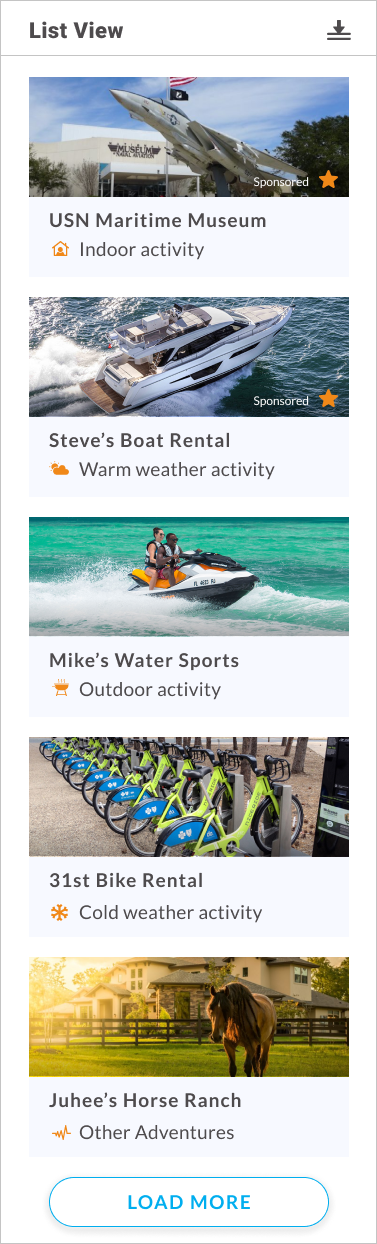 List View
MUSEUM
NAVAL AVIATION
Sponsored
USN Maritime Museum
Indoor activity
Sponsored
Steve's Boat Rental
Warm weather activity
Mike's Water Sports
Outdoor activity
31st Bike Rental
Cold weather activity
Juhee's Horse Ranch
Other Adventures
LOAD MORE